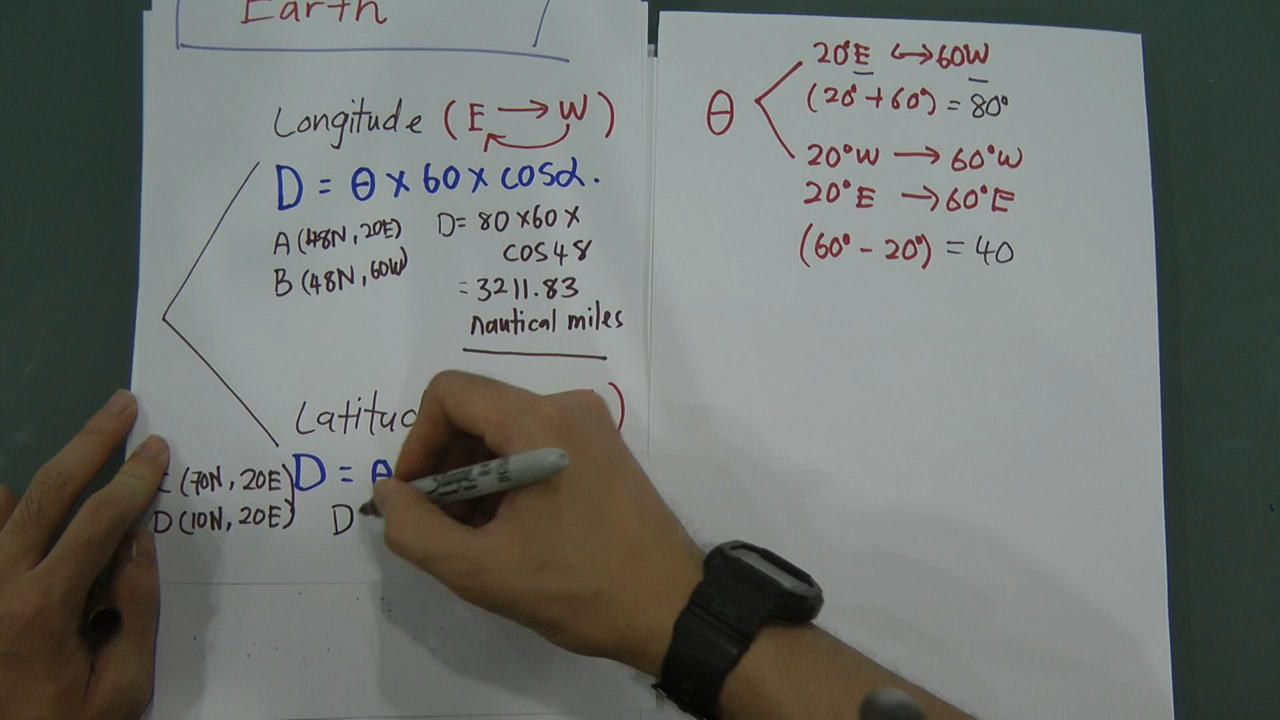 Earth
Longitude (E → W)
D = θ × 60 × cosα.
A (48N, 20E)
B (48N, 60W)
D = 80 × 60 ×
cos48
= 3211.83
nautical miles
)
D = θ
(70N, 20E)
D (10N, 20E)
D
θ
20°E ↔ 60W
(20° + 60°) = 80°
20°W → 60°W
20°E → 60°E
(60° - 20°) = 40